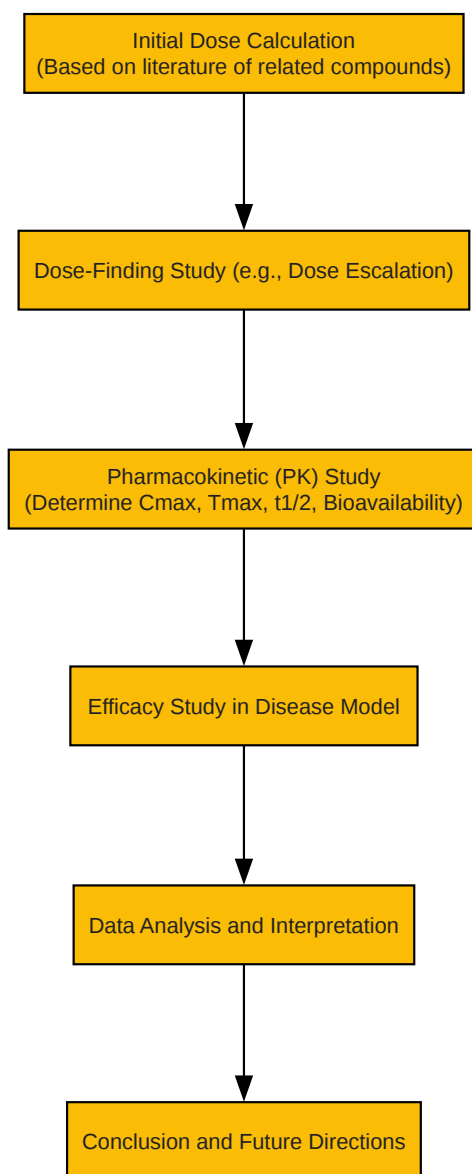 Initial Dose Calculation
(Based on literature of related compounds)
Dose-Finding Study (e.g., Dose Escalation)
Pharmacokinetic (PK) Study
(Determine Cmax, Tmax, t1/2, Bioavailability)
Efficacy Study in Disease Model
Data Analysis and Interpretation
Conclusion and Future Directions